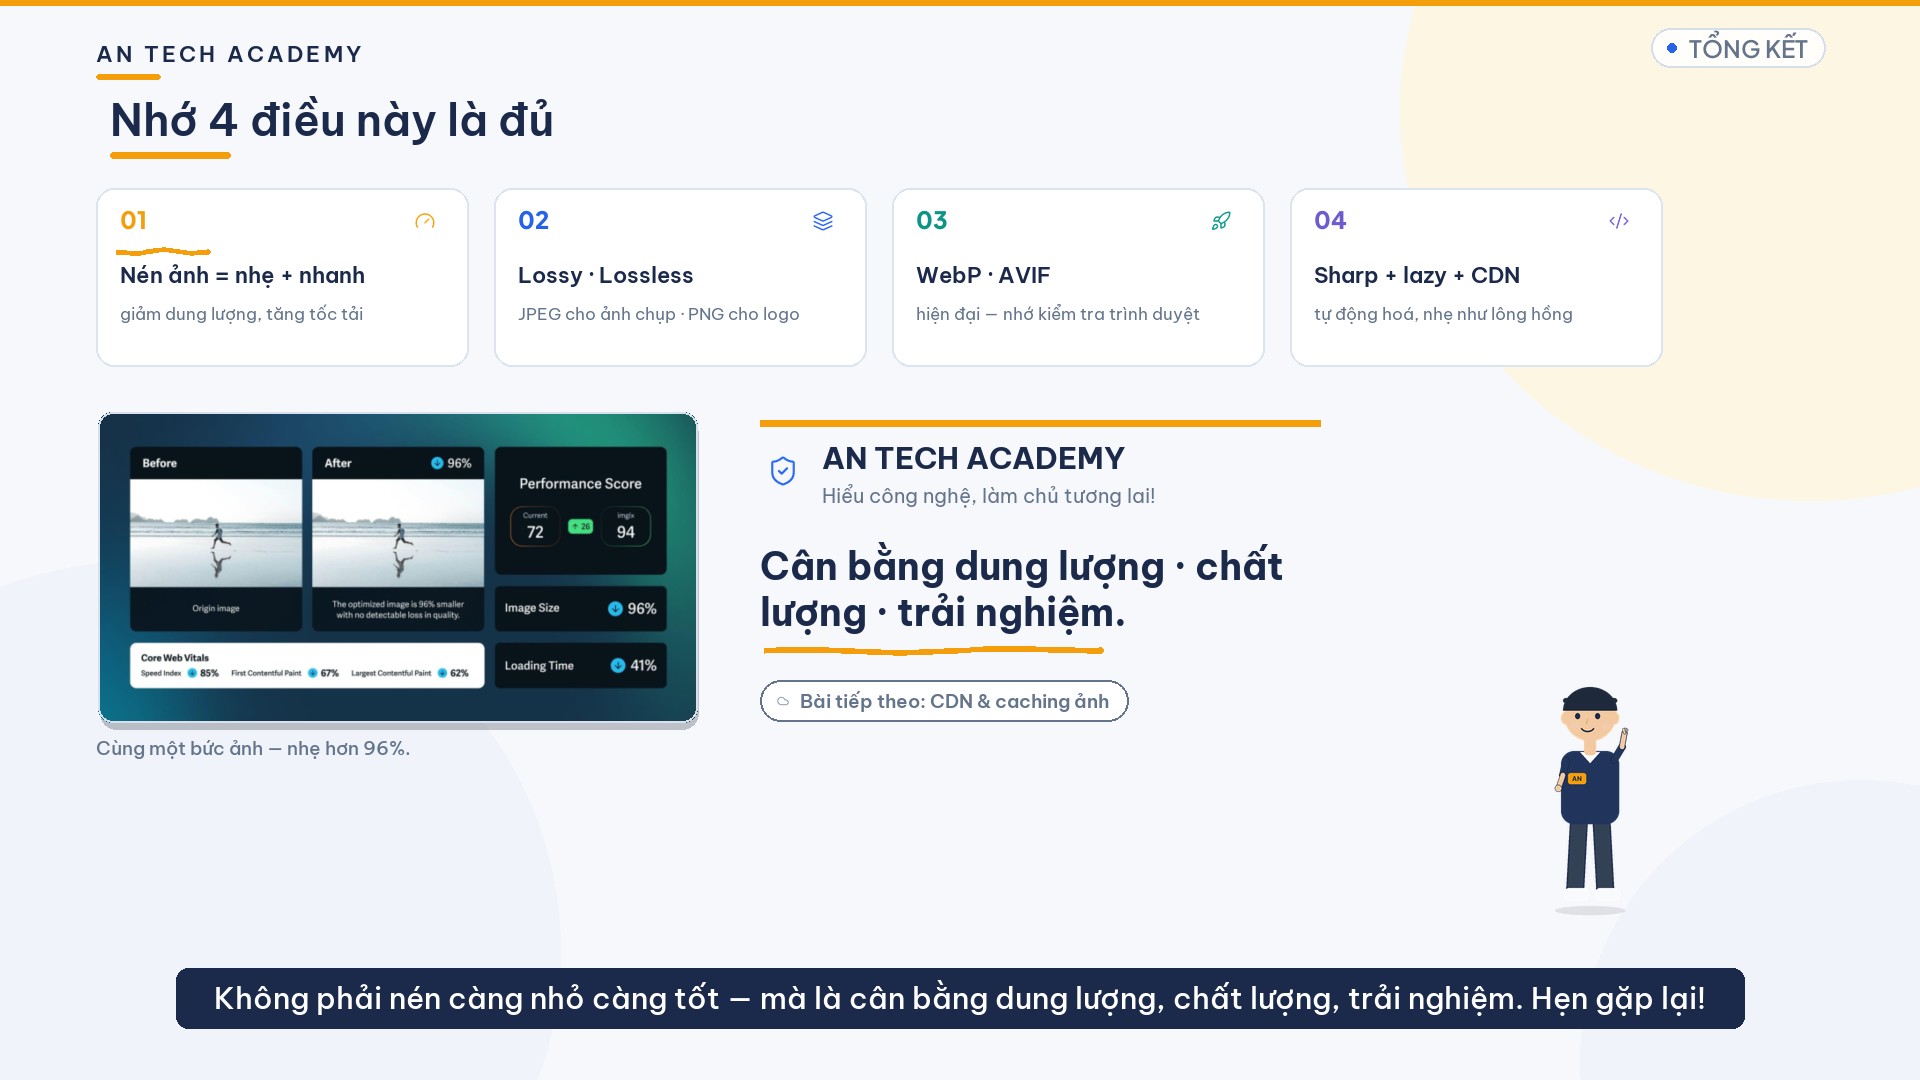 AN TECH ACADEMY
TỔNG KẾT
Nhớ 4 điều này là đủ
01
Nén ảnh = nhẹ + nhanh
giảm dung lượng, tăng tốc tải
02
Lossy · Lossless
JPEG cho ảnh chụp · PNG cho logo
03
WebP · AVIF
hiện đại — nhớ kiểm tra trình duyệt
04
Sharp + lazy + CDN
tự động hoá, nhẹ như lông hồng
Before
After 96%
Origin image
The optimized image is 96% smaller
with no detectable loss in quality.
Performance Score
Current
72
↑ 26
imgix
94
Image Size 96%
Loading Time 41%
Core Web Vitals
Speed Index 85% First Contentful Paint 67% Largest Contentful Paint 62%
Cùng một bức ảnh — nhẹ hơn 96%.
AN TECH ACADEMY
Hiểu công nghệ, làm chủ tương lai!
Cân bằng dung lượng · chất
lượng · trải nghiệm.
Bài tiếp theo: CDN & caching ảnh
AN
Không phải nén càng nhỏ càng tốt — mà là cân bằng dung lượng, chất lượng, trải nghiệm. Hẹn gặp lại!